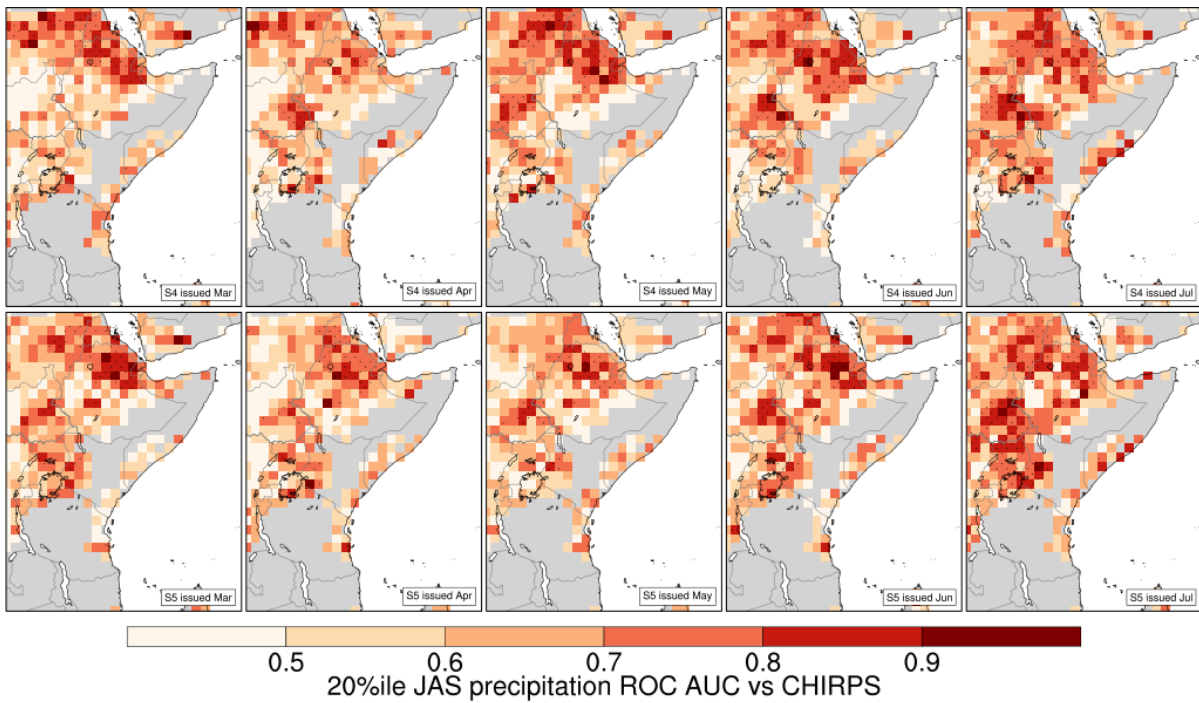 S4 issued Mar
S4 issued Apr
S4 issued May
S4 issued Jun
S4 issued Jul
S5 issued Mar
S5 issued Apr
S5 issued May
S5 issued Jun
S5 issued Jul
0.5 0.6 0.7 0.8 0.9
20%ile JAS precipitation ROC AUC vs CHIRPS